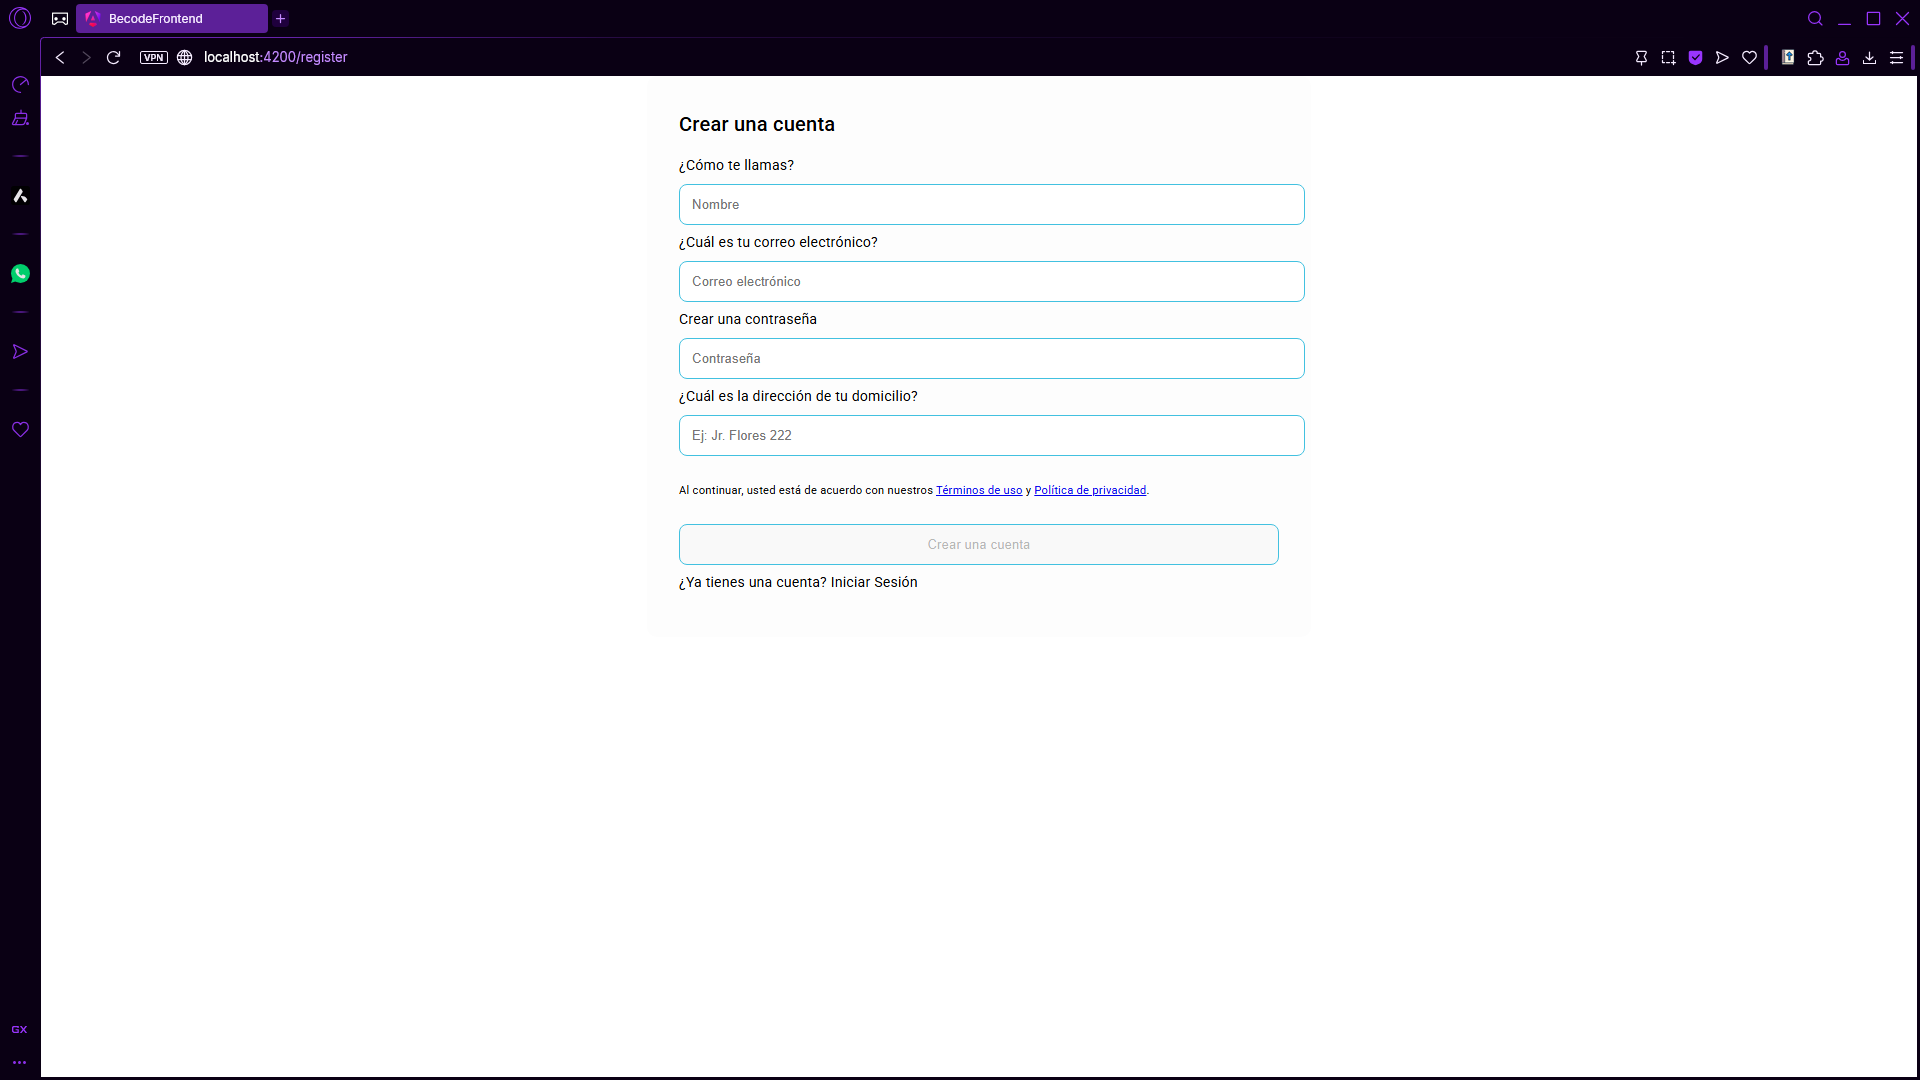 BecodeFrontend
VPN
localhost:4200/register
Crear una cuenta
¿Cómo te llamas?
Nombre
¿Cuál es tu correo electrónico?
Correo electrónico
Crear una contraseña
Contraseña
¿Cuál es la dirección de tu domicilio?
Ej: Jr. Flores 222
Al continuar, usted está de acuerdo con nuestros Términos de uso y Política de privacidad.
Crear una cuenta
¿Ya tienes una cuenta? Iniciar Sesión
GX